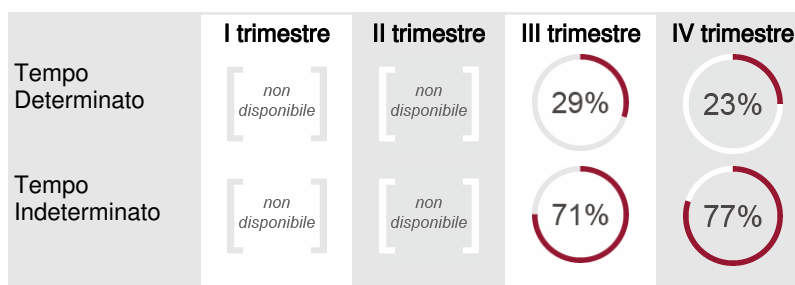 I trimestre II trimestre III trimestre IV trimestre
Tempo
Determinato
non
disponibile
non
disponibile
29%
23%
Tempo
Indeterminato
non
disponibile
non
disponibile
71%
77%